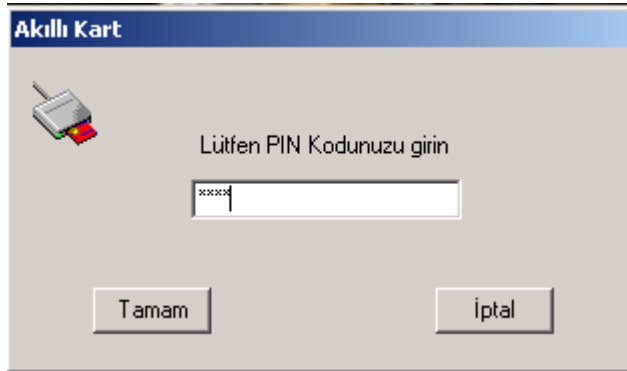 Akıllı Kart
Lütfen PIN Kodunuzu girin
****
Tamam
İptal